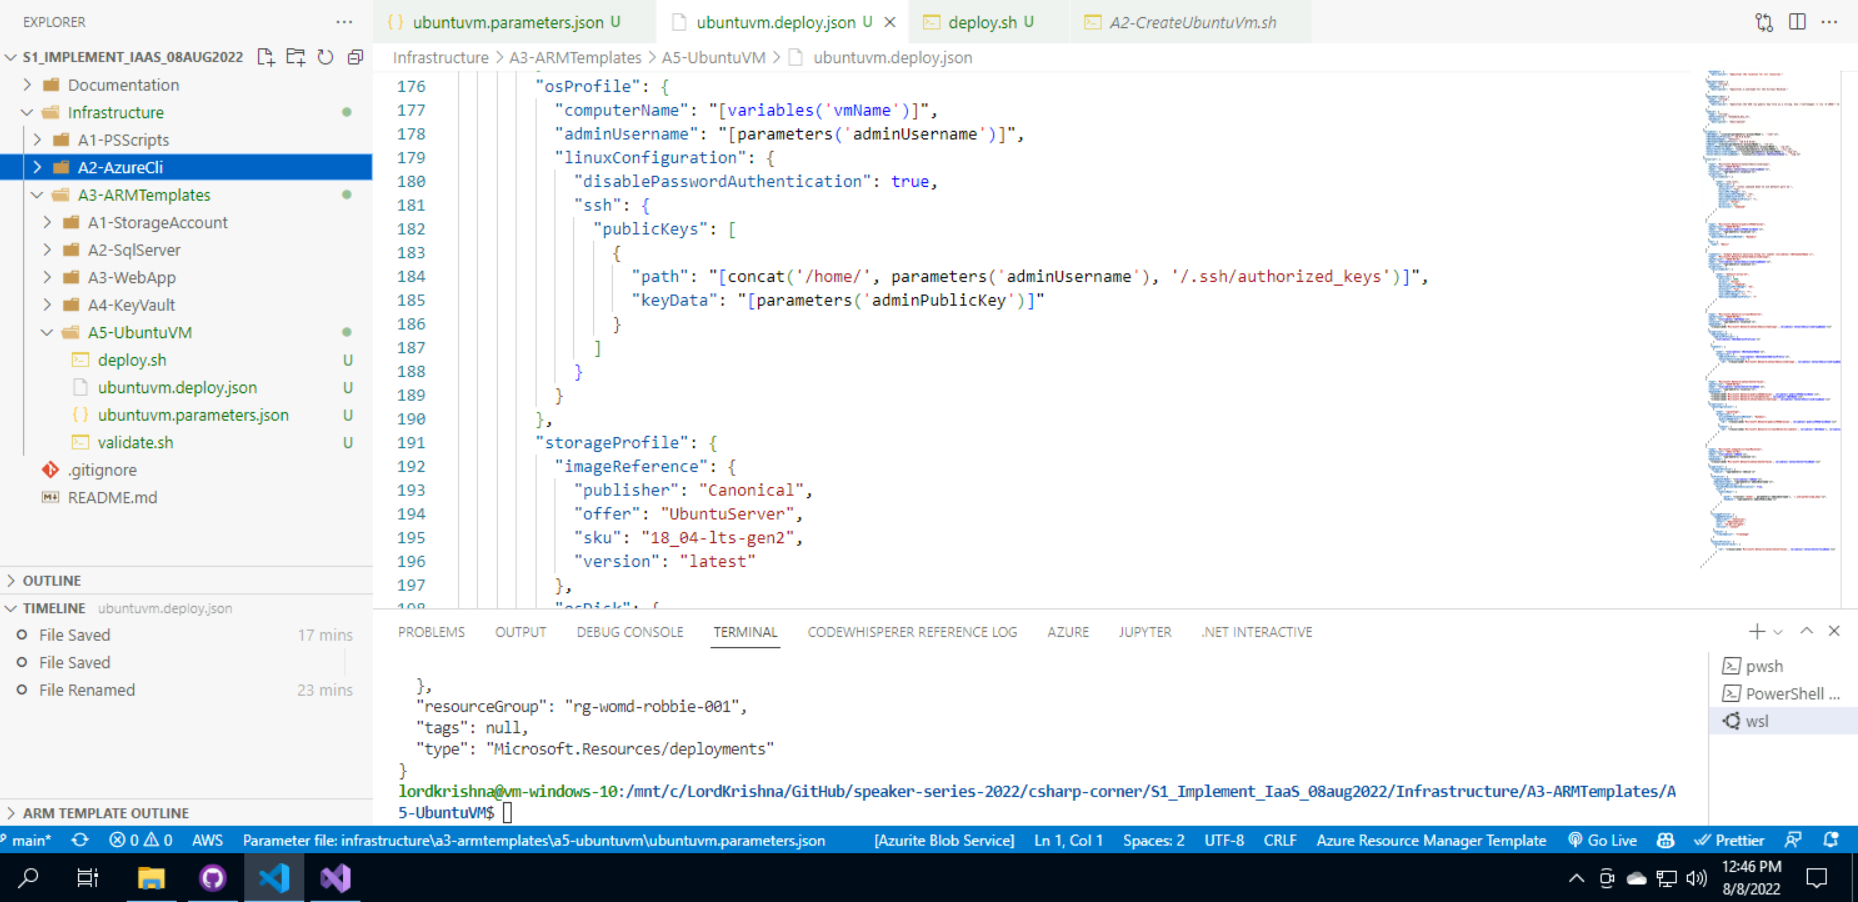 EXPLORER
S1_IMPLEMENT_IAAS_08AUG2022
Documentation
Infrastructure
A1-PSScripts
A2-AzureCli
A3-ARMTemplates
A1-StorageAccount
A2-SqlServer
A3-WebApp
A4-KeyVault
A5-UbuntuVM
deploy.sh U
ubuntuvm.deploy.json U
ubuntuvm.parameters.json U
validate.sh U
.gitignore
README.md
OUTLINE
TIMELINE ubuntuvm.deploy.json
File Saved 17 mins
File Saved
File Renamed 23 mins
ARM TEMPLATE OUTLINE
ubuntuvm.parameters.json U
ubuntuvm.deploy.json U
deploy.sh U
A2-CreateUbuntuVm.sh
Infrastructure > A3-ARMTemplates > A5-UbuntuVM > ubuntuvm.deploy.json
176 "osProfile": {
177 "computerName": "[variables('vmName')]",
178 "adminUsername": "[parameters('adminUsername')]",
179 "linuxConfiguration": {
180 "disablePasswordAuthentication": true,
181 "ssh": {
182 "publicKeys": [
183 {
184 "path": "[concat('/home/', parameters('adminUsername'), '/.ssh/authorized_keys')]",
185 "keyData": "[parameters('adminPublicKey')]"
186 }
187 ]
188 }
189 }
190 },
191 "storageProfile": {
192 "imageReference": {
193 "publisher": "Canonical",
194 "offer": "UbuntuServer",
195 "sku": "18_04-lts-gen2",
196 "version": "latest"
197 },
198 "osDisk": {
PROBLEMS OUTPUT DEBUG CONSOLE TERMINAL CODEWHISPERER REFERENCE LOG AZURE JUPYTER .NET INTERACTIVE
},
"resourceGroup": "rg-womd-robbie-001",
"tags": null,
"type": "Microsoft.Resources/deployments"
}
lordkrishna@vm-windows-10:/mnt/c/LordKrishna/GitHub/speaker-series-2022/csharp-corner/S1_Implement_IaaS_08aug2022/Infrastructure/A3-ARMTemplates/A
5-UbuntuVM$
pwsh
PowerShell ...
wsl
main* 0 0 AWS Parameter file: infrastructure\a3-armtemplates\a5-ubuntuvm\ubuntuvm.parameters.json [Azurite Blob Service] Ln 1, Col 1 Spaces: 2 UTF-8 CRLF Azure Resource Manager Template Go Live Prettier
12:46 PM
8/8/2022